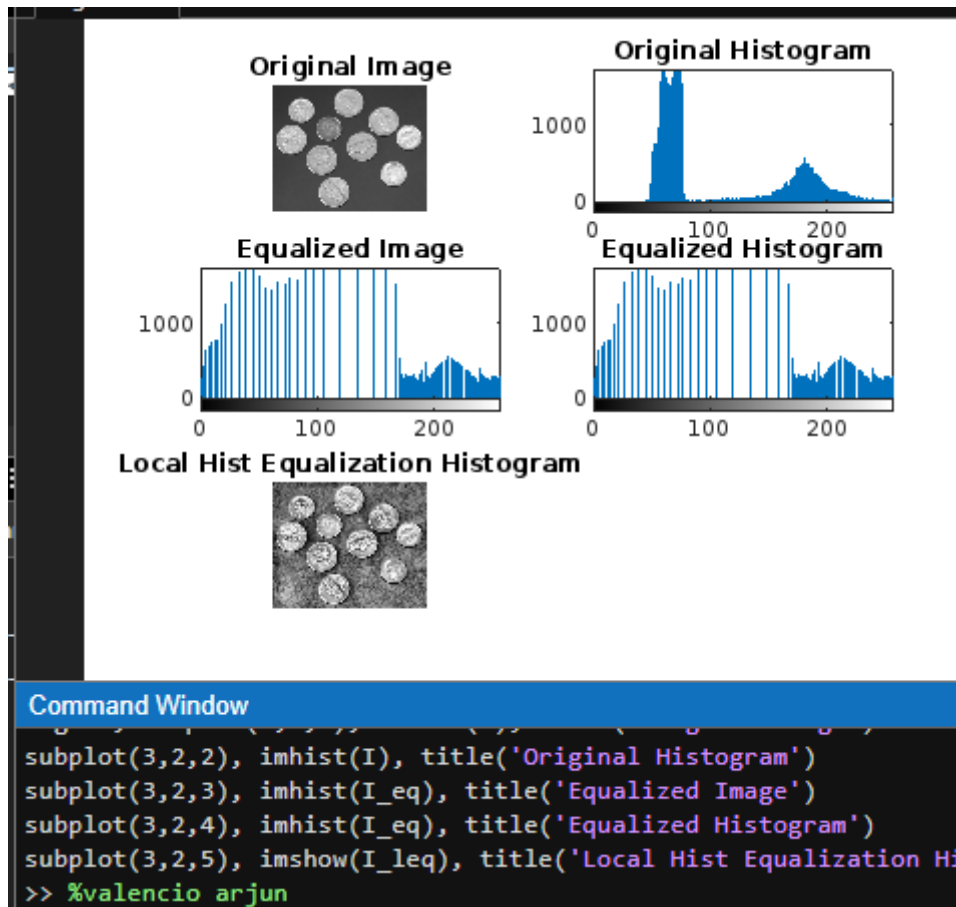 Original Image
Original Histogram
1000
0
0 100 200
Equalized Image
Equalized Histogram
1000
0
0 100 200
1000
0
0 100 200
Local Hist Equalization Histogram
Command Window
subplot(3,2,2), imhist(I), title('Original Histogram')
subplot(3,2,3), imhist(I_eq), title('Equalized Image')
subplot(3,2,4), imhist(I_eq), title('Equalized Histogram')
subplot(3,2,5), imshow(I_leq), title('Local Hist Equalization Hi
>> %valencio arjun